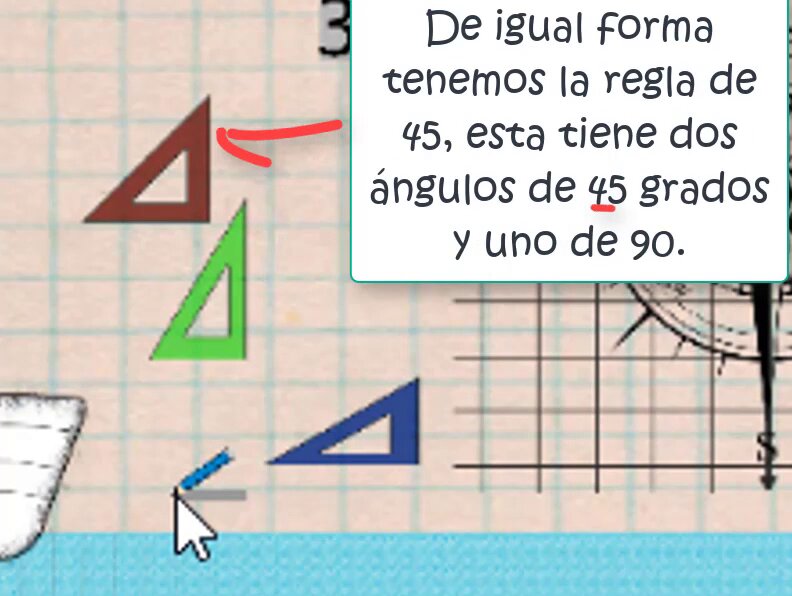 3
De igual forma
tenemos la regla de
45, esta tiene dos
ángulos de 45 grados
y uno de 90.
S